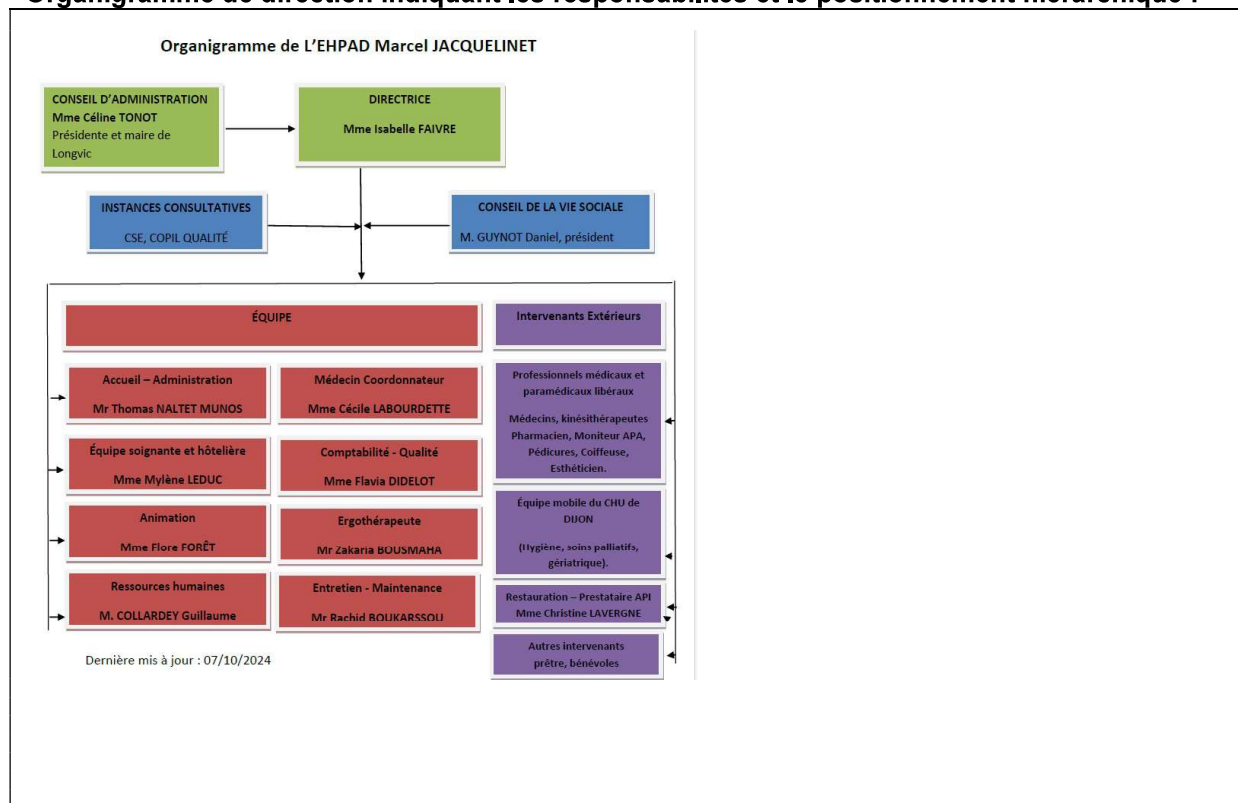 Organigramme de direction indiquant les responsabilités et le positionnement hiérarchique :
Organigramme de L'EHPAD Marcel JACQUELINET
CONSEIL D'ADMINISTRATION
Mme Céline TONOT
Présidente et maire de
Longvic
DIRECTRICE
Mme Isabelle FAIVRE
INSTANCES CONSULTATIVES
CSE, COPIL QUALITÉ
CONSEIL DE LA VIE SOCIALE
M. GUYNOT Daniel, président
ÉQUIPE
Accueil – Administration
Mr Thomas NALTET MUNOS
Médecin Coordonnateur
Mme Cécile LABOURDETTE
Équipe soignante et hôtelière
Mme Mylène LEDUC
Comptabilité - Qualité
Mme Flavia DIDELOT
Animation
Mme Flore FORÊT
Ergothérapeute
Mr Zakaria BOUSMAHA
Ressources humaines
M. COLLARDEY Guillaume
Entretien - Maintenance
Mr Rachid BOUKARSSOU
Intervenants Extérieurs
Professionnels médicaux et
paramédicaux libéraux
Médecins, kinésithérapeutes
Pharmacien, Moniteur APA,
Pédicures, Coiffeuse,
Esthéticien.
Équipe mobile du CHU de
DIJON
(Hygiène, soins palliatifs,
gériatrique).
Restauration – Prestataire API
Mme Christine LAVERGNE
Autres intervenants
prêtre, bénévoles
Dernière mis à jour : 07/10/2024